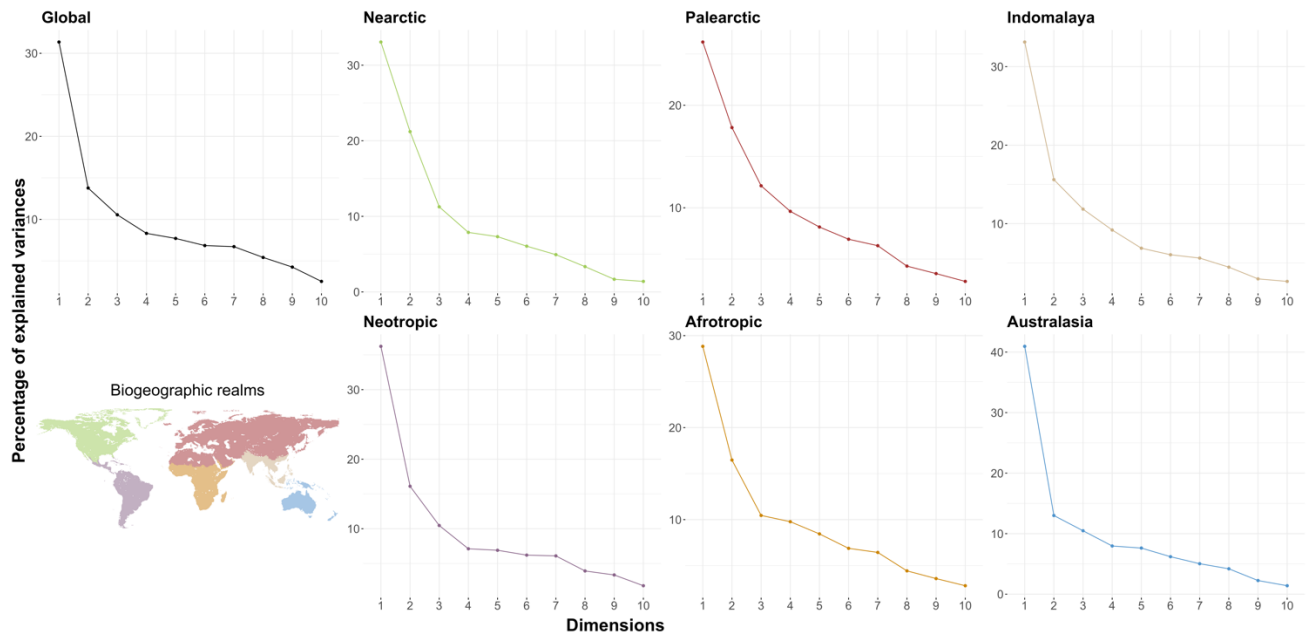 Global
Nearctic
Palearctic
Indomalaya
30
20
10
1 2 3 4 5 6 7 8 9 10
30
20
10
0
1 2 3 4 5 6 7 8 9 10
20
10
1 2 3 4 5 6 7 8 9 10
30
20
10
1 2 3 4 5 6 7 8 9 10
Percentage of explained variances
Biogeographic realms
Neotropic
Afrotropic
Australasia
30
20
10
1 2 3 4 5 6 7 8 9 10
30
20
10
1 2 3 4 5 6 7 8 9 10
40
30
20
10
0
1 2 3 4 5 6 7 8 9 10
Dimensions